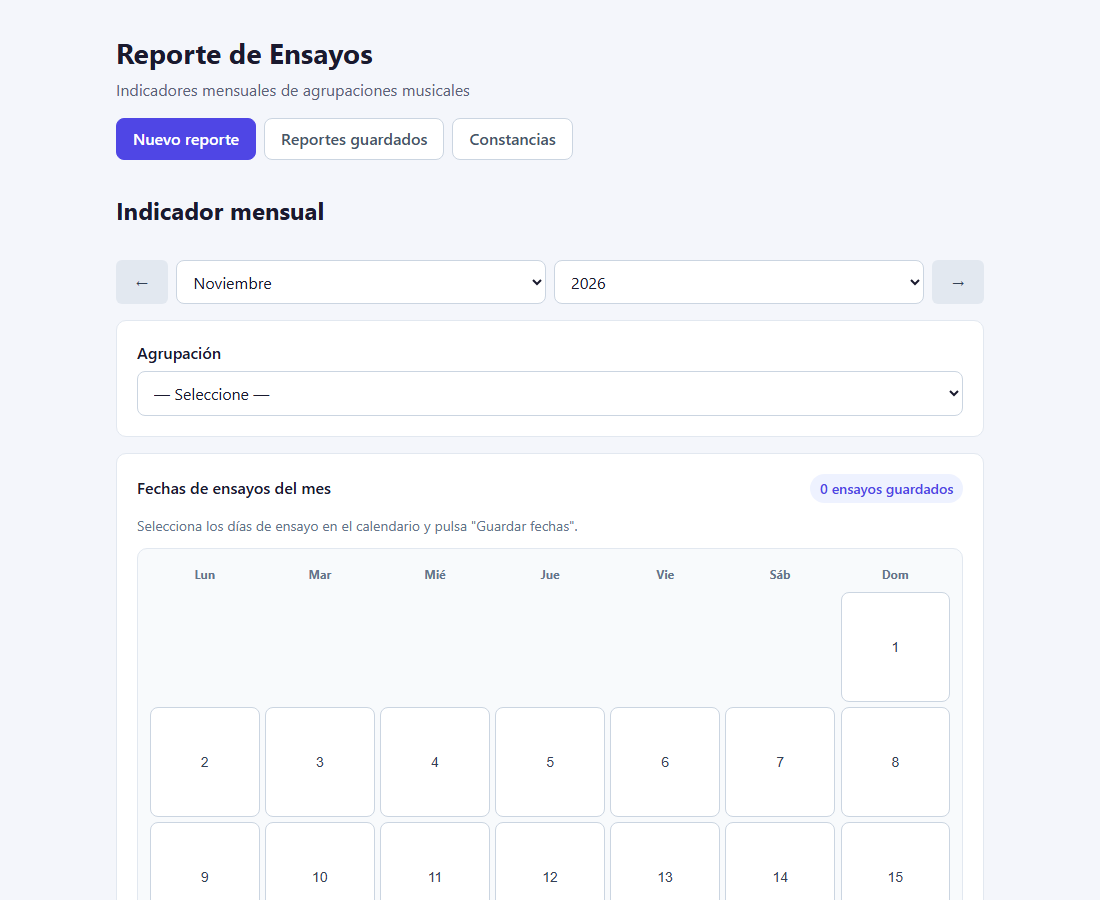 Reporte de Ensayos
Indicadores mensuales de agrupaciones musicales
Nuevo reporte Reportes guardados Constancias
Indicador mensual
← Noviembre 2026 →
Agrupación
— Seleccione —
Fechas de ensayos del mes 0 ensayos guardados
Selecciona los días de ensayo en el calendario y pulsa "Guardar fechas".
Lun Mar Mié Jue Vie Sáb Dom
1
2 3 4 5 6 7 8
9 10 11 12 13 14 15